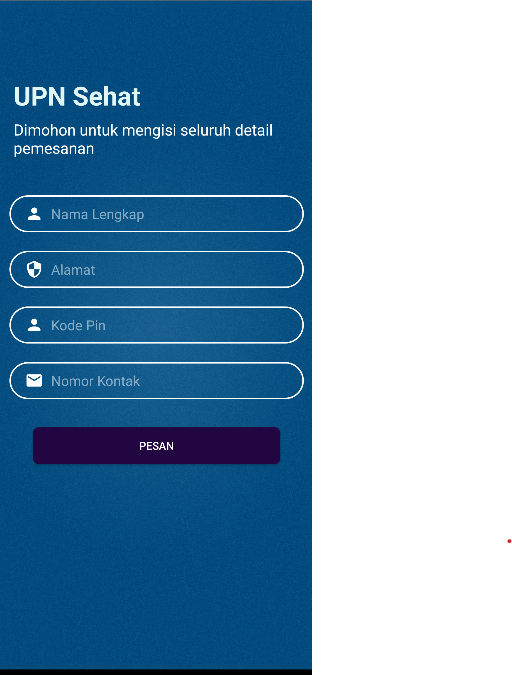 UPN Sehat
Dimohon untuk mengisi seluruh detail
pemesanan
Nama Lengkap
Alamat
Kode Pin
Nomor Kontak
PESAN